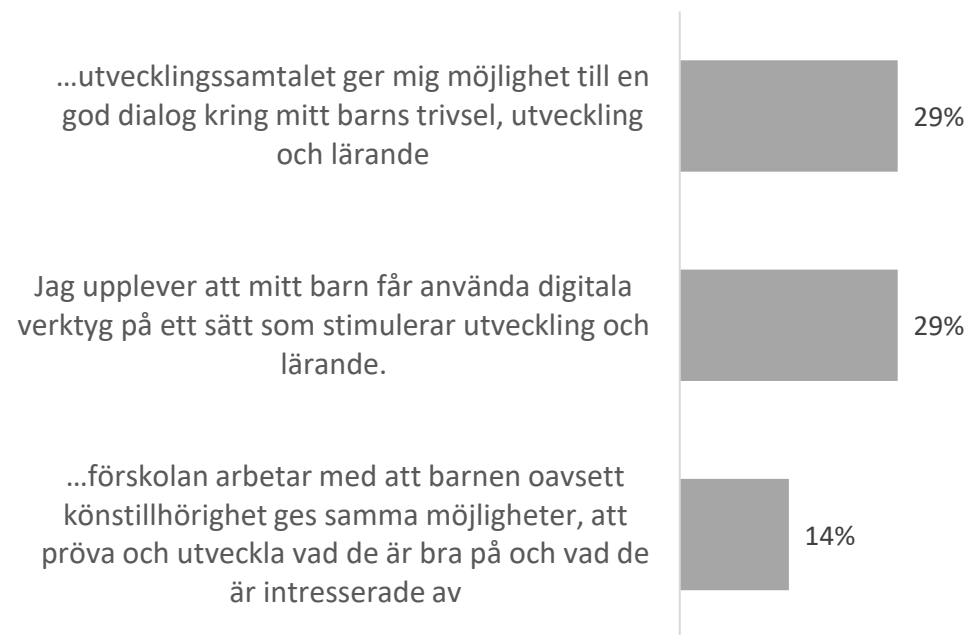 ...utvecklingssamtalet ger mig möjlighet till en
god dialog kring mitt barns trivsel, utveckling
och lärande
29%
Jag upplever att mitt barn får använda digitala
verktyg på ett sätt som stimulerar utveckling och
lärande.
29%
...förskolan arbetar med att barnen oavsett
könstillhörighet ges samma möjligheter, att
pröva och utveckla vad de är bra på och vad de
är intresserade av
14%